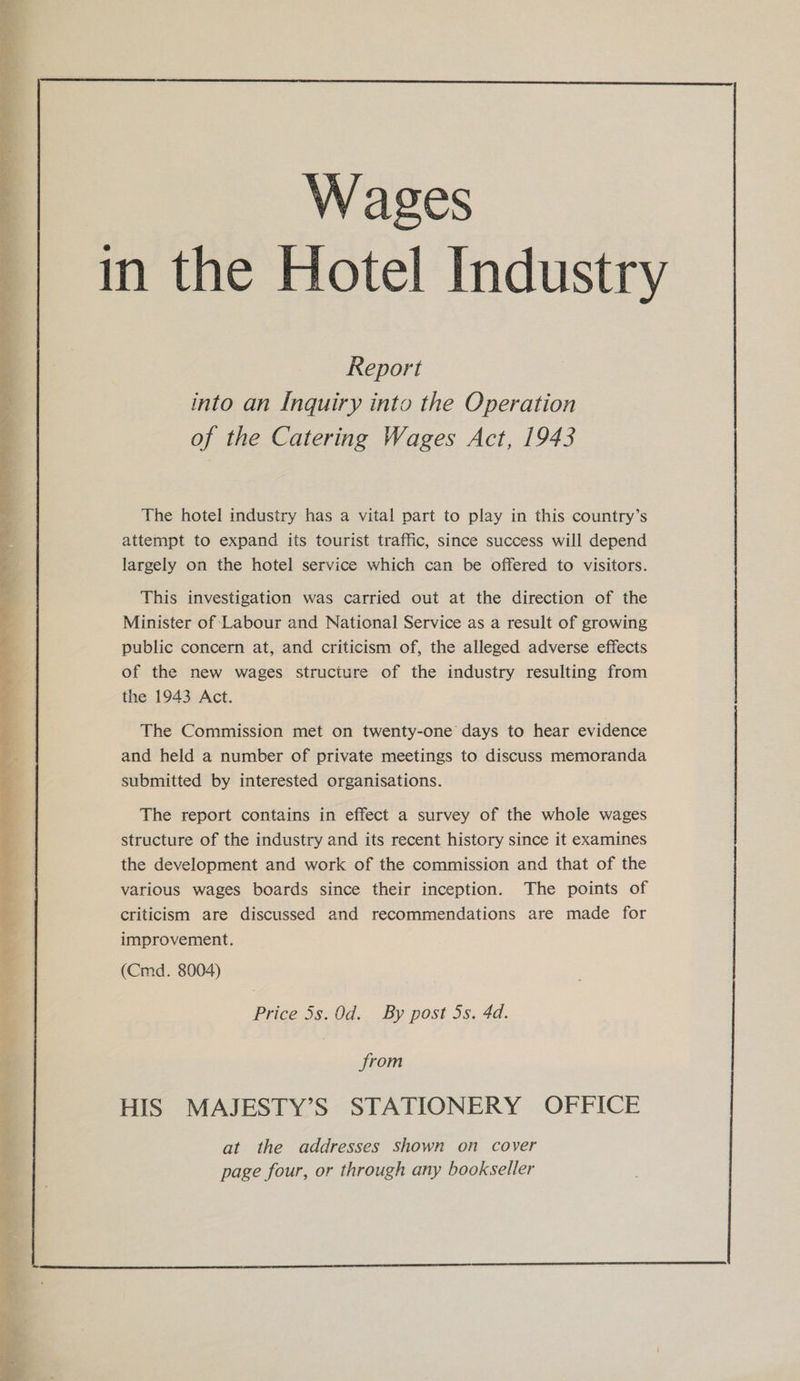 Wages
in the Hotel Industry
Report
into an Inquiry into the Operation
of the Catering Wages Act, 1943
The hotel industry has a vital part to play in this country’s
attempt to expand its tourist traffic, since success will depend
largely on the hotel service which can be offered to visitors.
This investigation was carried out at the direction of the
Minister of Labour and National Service as a result of growing
public concern at, and criticism of, the alleged adverse effects
of the new wages structure of the industry resulting from
the 1943 Act.
The Commission met on twenty-one days to hear evidence
and held a number of private meetings to discuss memoranda
submitted by interested organisations.
The report contains in effect a survey of the whole wages
structure of the industry and its recent history since it examines
the development and work of the commission and that of the
various wages boards since their inception. The points of
criticism are discussed and recommendations are made for
improvement.
(Cmd. 8004)
Price 5s. 0d. By post 5s. 4d.
from
HIS MAJESTY’S STATIONERY OFFICE
at the addresses shown on cover
page four, or through any bookseller